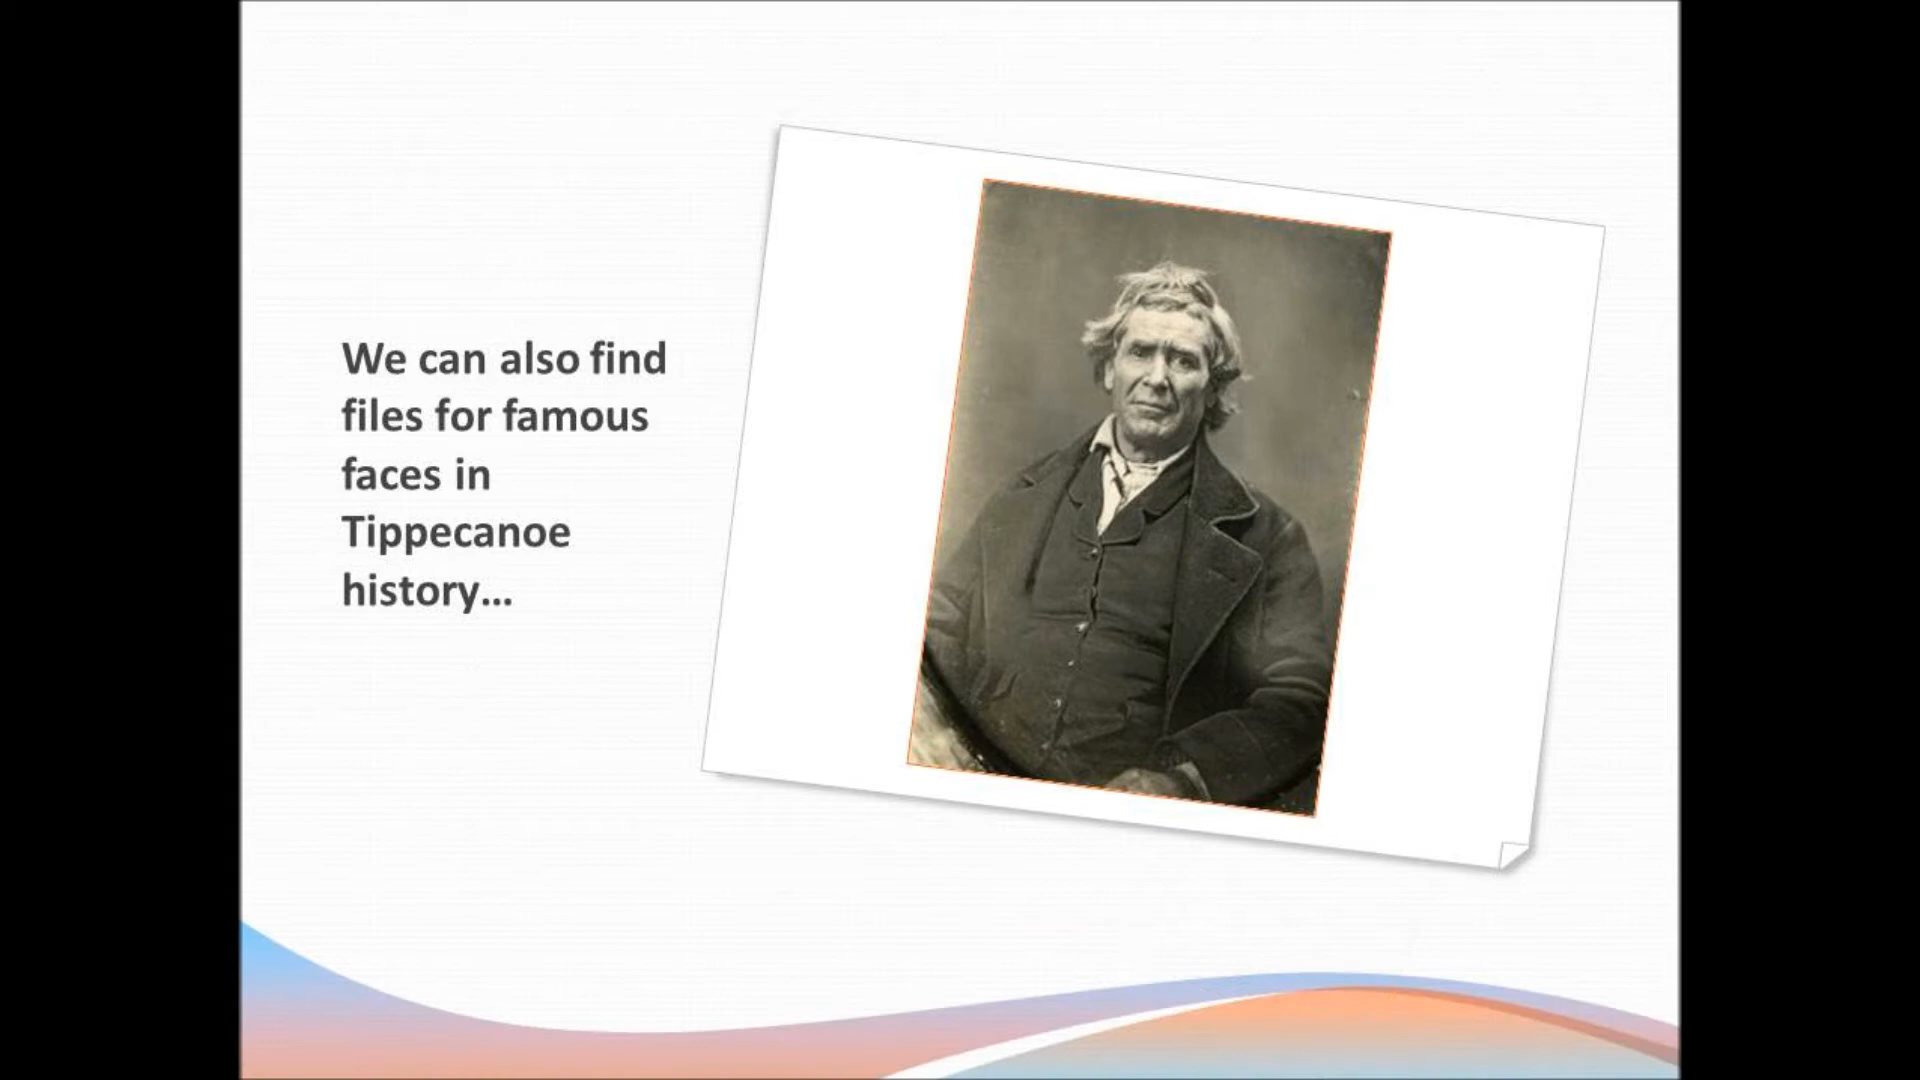 We can also find
files for famous
faces in
Tippecanoe
history...